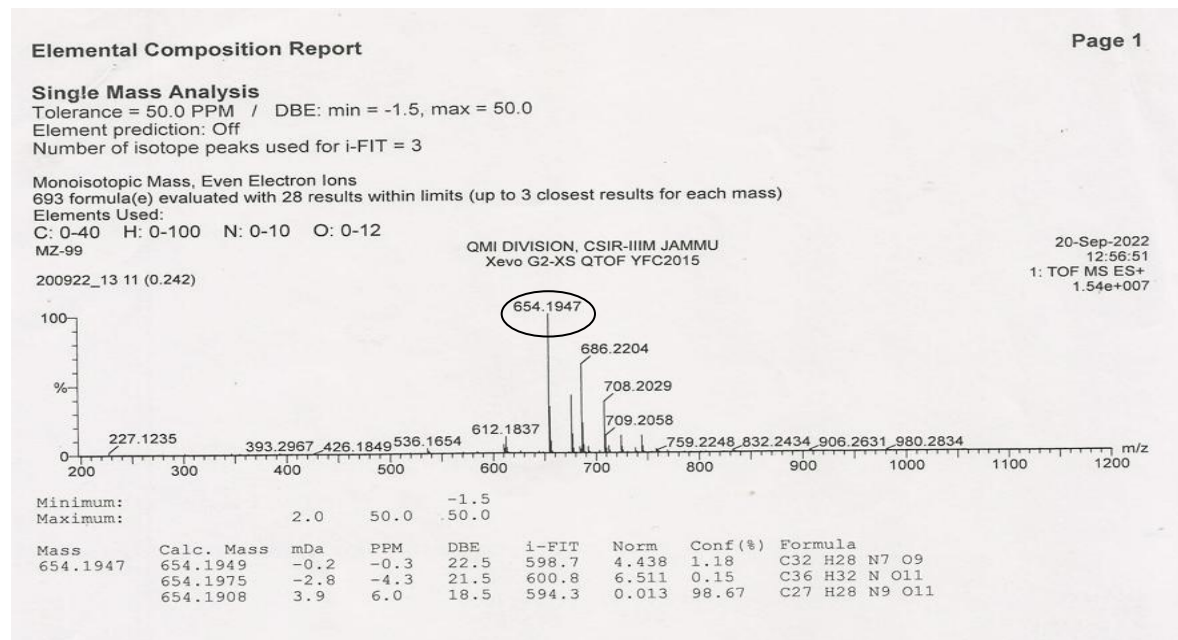 Page 1
Elemental Composition Report
Single Mass Analysis
Tolerance = 50.0 PPM / DBE: min = -1.5, max = 50.0
Element prediction: Off
Number of isotope peaks used for i-FIT = 3
Monoisotopic Mass, Even Electron Ions
693 formula(e) evaluated with 28 results within limits (up to 3 closest results for each mass)
Elements Used:
C: 0-40 H: 0-100 N: 0-10 O: 0-12
MZ-99
QMI DIVISION, CSIR-IIIM JAMMU
Xevo G2-XS QTOF YFC2015
20-Sep-2022
12:56:51
1: TOF MS ES+
1.54e+007
200922_13 11 (0.242)
654.1947
100
686.2204
%
708.2029
709.2058
612.1837
227.1235 393.2967 426.1849 536.1654 759.2248 832.2434 906.2631 980.2834
0
m/z
200 300 400 500 600 700 800 900 1000 1100 1200
Minimum: -1.5
Maximum: 2.0 50.0 50.0
Mass Calc. Mass mDa PPM DBE i-FIT Norm Conf(%) Formula
654.1947 654.1949 -0.2 -0.3 22.5 598.7 4.438 1.18 C32 H28 N7 O9
654.1975 -2.8 -4.3 21.5 600.8 6.511 0.15 C36 H32 N O11
654.1908 3.9 6.0 18.5 594.3 0.013 98.67 C27 H28 N9 O11